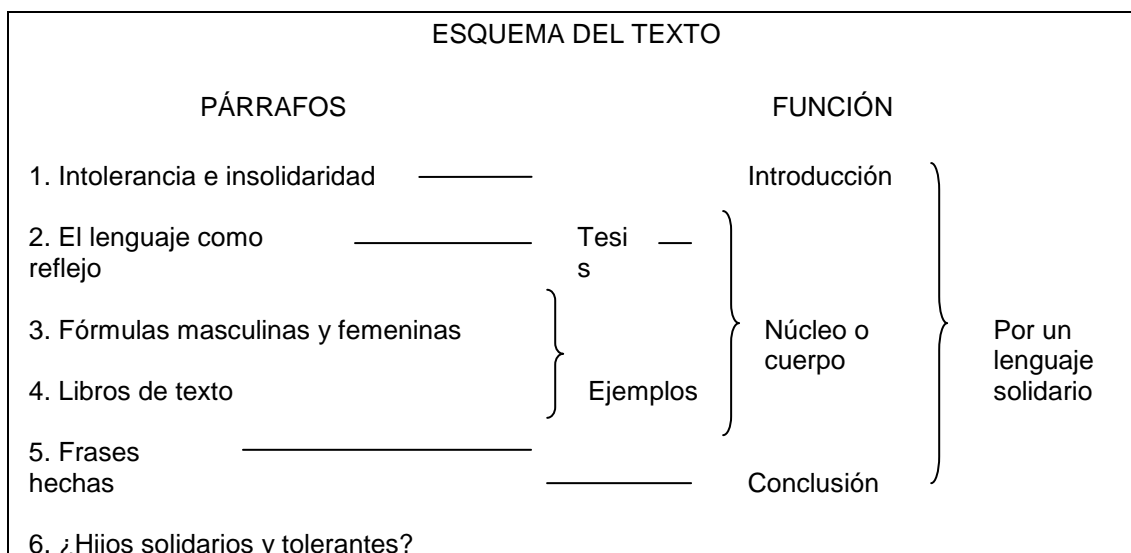 ESQUEMA DEL TEXTO
PÁRRAFOS FUNCIÓN
1. Intolerancia e insolidaridad Introducción
2. El lenguaje como Tesi
reflejo s
3. Fórmulas masculinas y femeninas Núcleo o Por un
cuerpo lenguaje
4. Libros de texto Ejemplos solidario
5. Frases
hechas Conclusión
6. ¿Hijos solidarios y tolerantes?